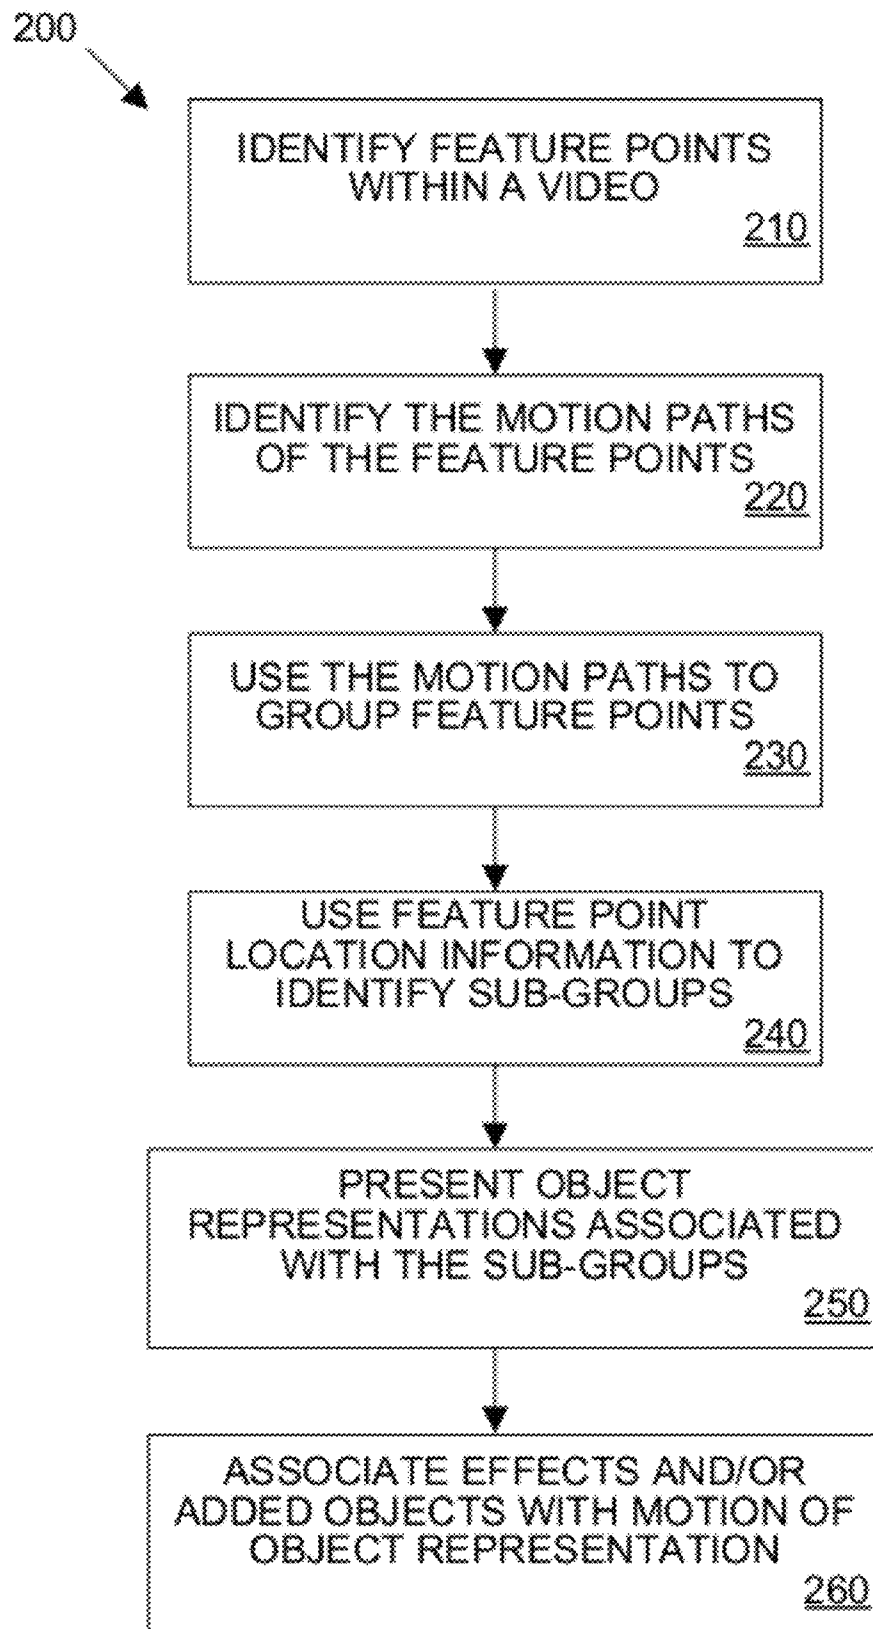 200
IDENTIFY FEATURE POINTS
WITHIN A VIDEO
210
IDENTIFY THE MOTION PATHS
OF THE FEATURE POINTS
220
USE THE MOTION PATHS TO
GROUP FEATURE POINTS
230
USE FEATURE POINT
LOCATION INFORMATION TO
IDENTIFY SUB-GROUPS
240
PRESENT OBJECT
REPRESENTATIONS ASSOCIATED
WITH THE SUB-GROUPS
250
ASSOCIATE EFFECTS AND/OR
ADDED OBJECTS WITH MOTION OF
OBJECT REPRESENTATION
260